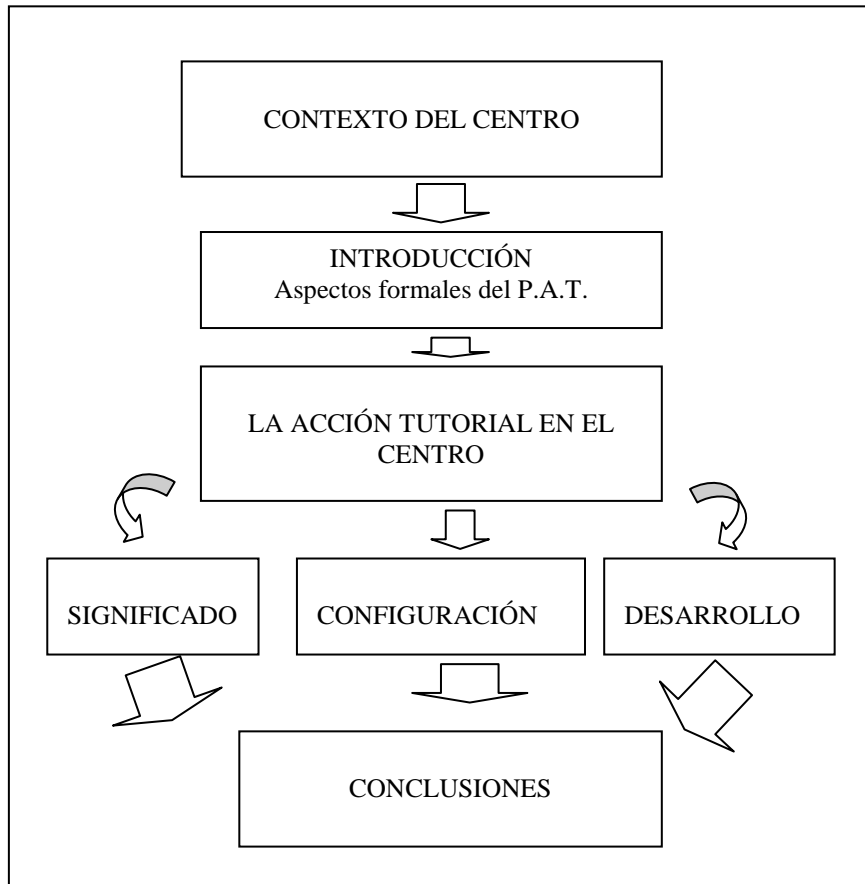 CONTEXTO DEL CENTRO
INTRODUCCIÓN
Aspectos formales del P.A.T.
LA ACCIÓN TUTORIAL EN EL
CENTRO
SIGNIFICADO
CONFIGURACIÓN
DESARROLLO
CONCLUSIONES